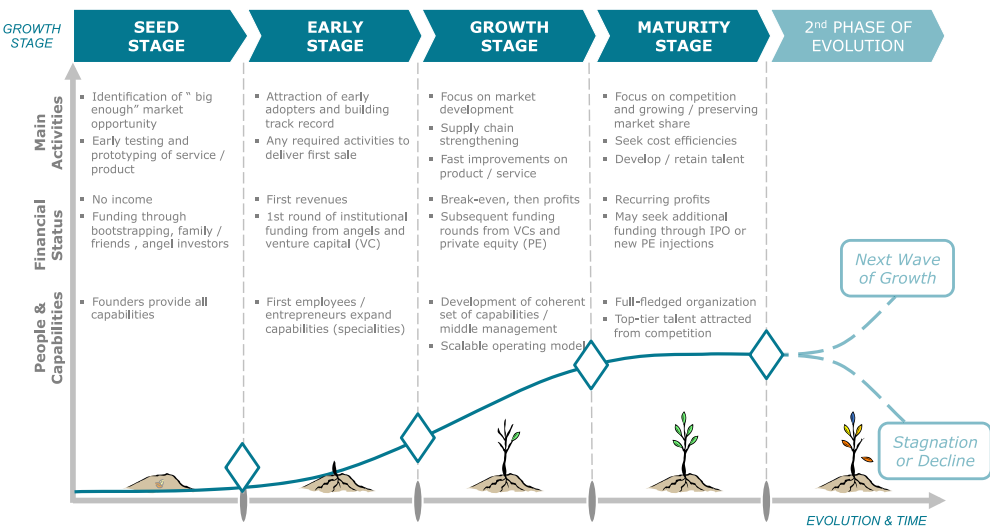 GROWTH
STAGE
SEED
STAGE
EARLY
STAGE
GROWTH
STAGE
MATURITY
STAGE
2nd PHASE OF
EVOLUTION
Main
Activities
▪ Identification of “ big
enough” market
opportunity
▪ Early testing and
prototyping of service /
product
▪ Attraction of early
adopters and building
track record
▪ Any required activities to
deliver first sale
▪ Focus on market
development
▪ Supply chain
strengthening
▪ Fast improvements on
product / service
▪ Focus on competition
and growing / preserving
market share
▪ Seek cost efficiencies
▪ Develop / retain talent
Financial
Status
▪ No income
▪ Funding through
bootstrapping, family /
friends , angel investors
▪ First revenues
▪ 1st round of institutional
funding from angels and
venture capital (VC)
▪ Break-even, then profits
▪ Subsequent funding
rounds from VCs and
private equity (PE)
▪ Recurring profits
▪ May seek additional
funding through IPO or
new PE injections
People &
Capabilities
▪ Founders provide all
capabilities
▪ First employees /
entrepreneurs expand
capabilities (specialities)
▪ Development of coherent
set of capabilities /
middle management
▪ Scalable operating model
▪ Full-fledged organization
▪ Top-tier talent attracted
from competition
Next Wave
of Growth
Stagnation
or Decline
EVOLUTION & TIME